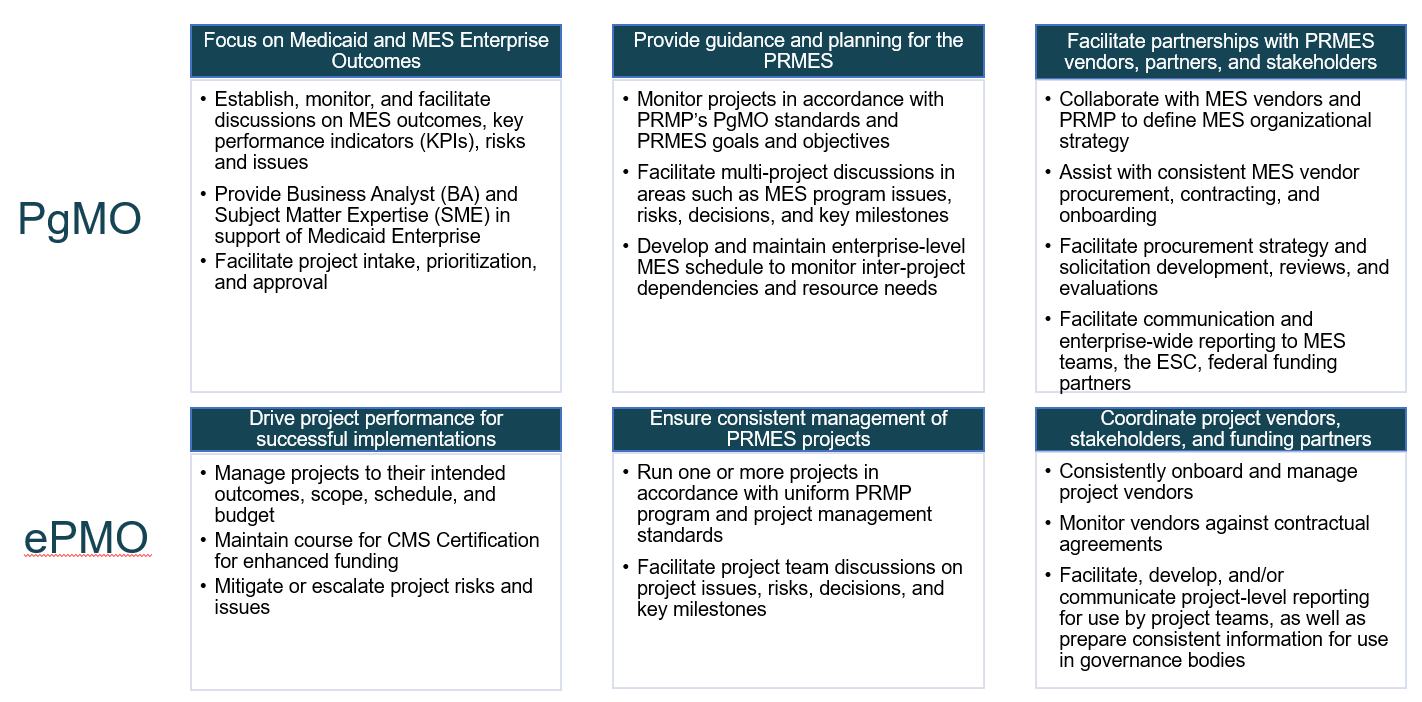 PgMO
Focus on Medicaid and MES Enterprise
Outcomes
• Establish, monitor, and facilitate
discussions on MES outcomes, key
performance indicators (KPIs), risks
and issues
• Provide Business Analyst (BA) and
Subject Matter Expertise (SME) in
support of Medicaid Enterprise
• Facilitate project intake, prioritization,
and approval
Provide guidance and planning for the
PRMES
• Monitor projects in accordance with
PRMP’s PgMO standards and
PRMES goals and objectives
• Facilitate multi-project discussions in
areas such as MES program issues,
risks, decisions, and key milestones
• Develop and maintain enterprise-level
MES schedule to monitor inter-project
dependencies and resource needs
Facilitate partnerships with PRMES
vendors, partners, and stakeholders
• Collaborate with MES vendors and
PRMP to define MES organizational
strategy
• Assist with consistent MES vendor
procurement, contracting, and
onboarding
• Facilitate procurement strategy and
solicitation development, reviews, and
evaluations
• Facilitate communication and
enterprise-wide reporting to MES
teams, the ESC, federal funding
partners
ePMO
Drive project performance for
successful implementations
• Manage projects to their intended
outcomes, scope, schedule, and
budget
• Maintain course for CMS Certification
for enhanced funding
• Mitigate or escalate project risks and
issues
Ensure consistent management of
PRMES projects
• Run one or more projects in
accordance with uniform PRMP
program and project management
standards
• Facilitate project team discussions on
project issues, risks, decisions, and
key milestones
Coordinate project vendors,
stakeholders, and funding partners
• Consistently onboard and manage
project vendors
• Monitor vendors against contractual
agreements
• Facilitate, develop, and/or
communicate project-level reporting
for use by project teams, as well as
prepare consistent information for use
in governance bodies